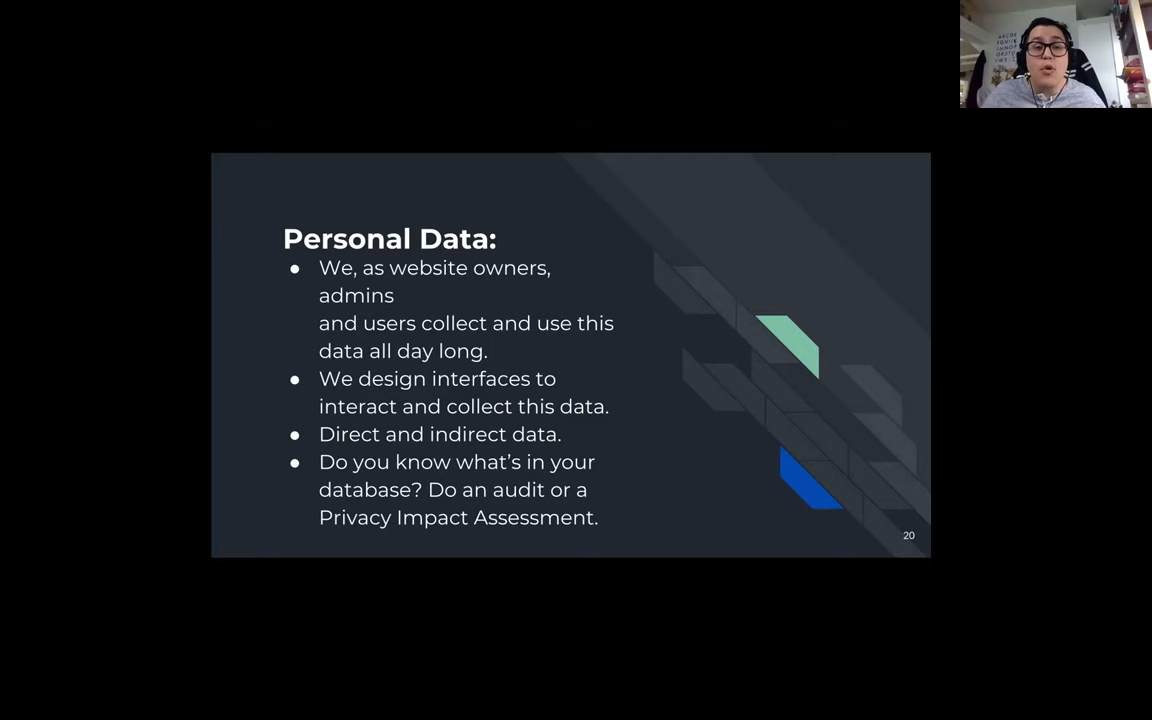 Personal Data:
● We, as website owners,
admins
and users collect and use this
data all day long.
● We design interfaces to
interact and collect this data.
● Direct and indirect data.
● Do you know what’s in your
database? Do an audit or a
Privacy Impact Assessment.
20